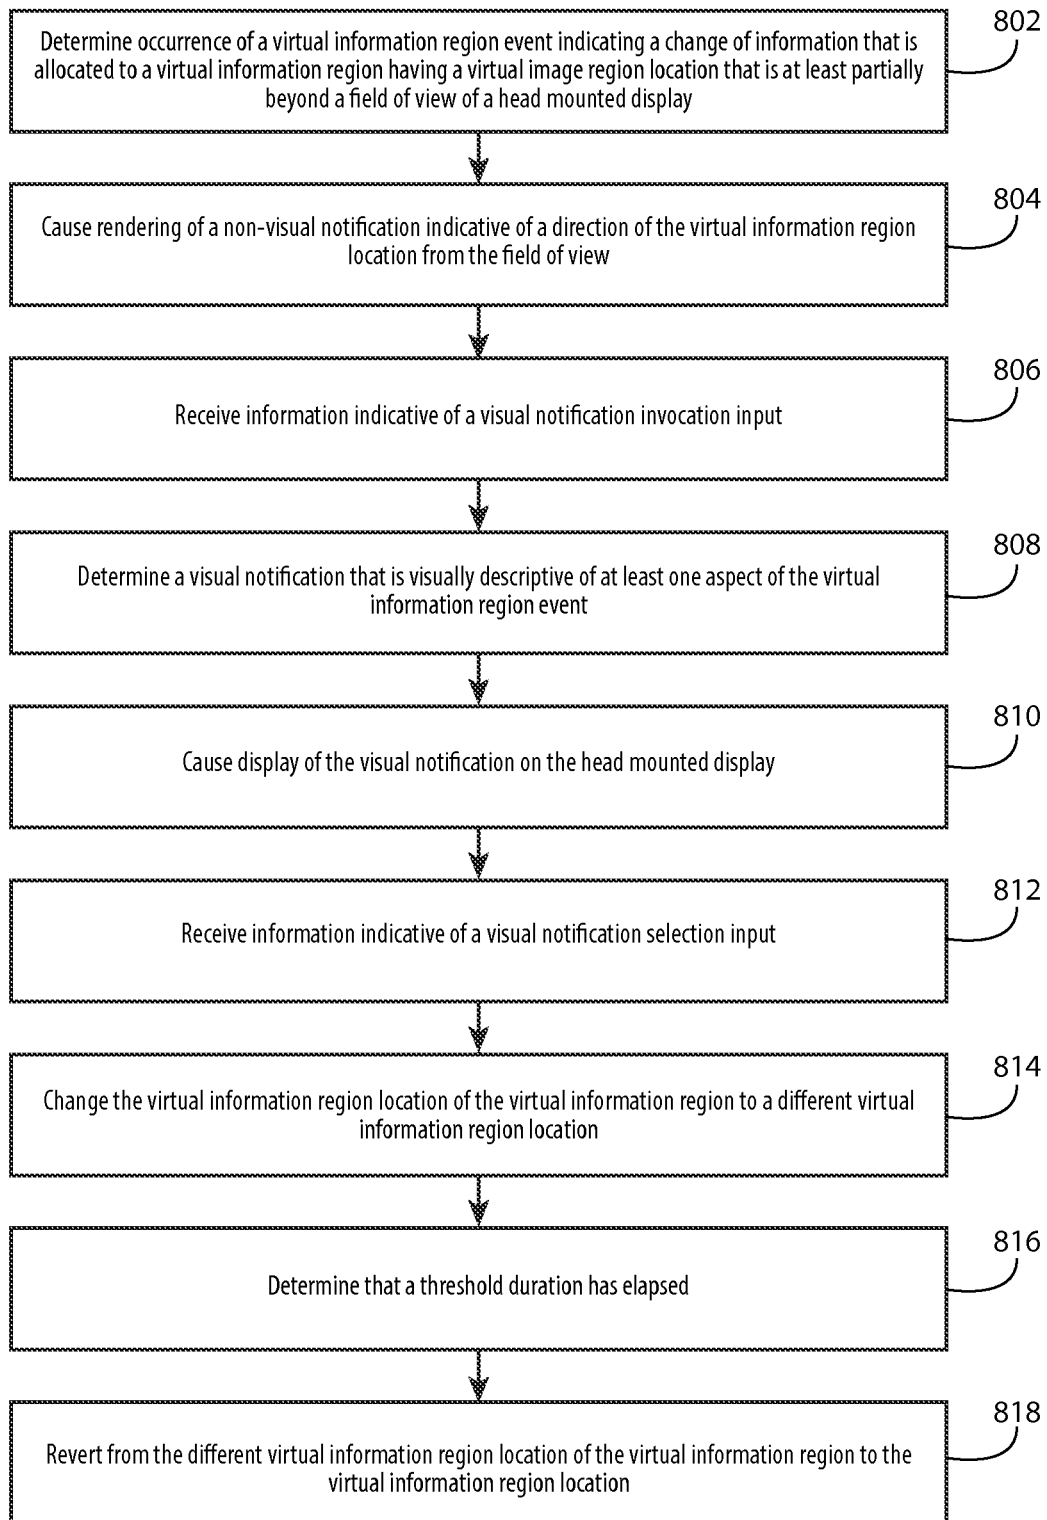 802
Determine occurrence of a virtual information region event indicating a change of information that is
allocated to a virtual information region having a virtual image region location that is at least partially
beyond a field of view of a head mounted display
804
Cause rendering of a non-visual notification indicative of a direction of the virtual information region
location from the field of view
806
Receive information indicative of a visual notification invocation input
808
Determine a visual notification that is visually descriptive of at least one aspect of the virtual
information region event
810
Cause display of the visual notification on the head mounted display
812
Receive information indicative of a visual notification selection input
814
Change the virtual information region location of the virtual information region to a different virtual
information region location
816
Determine that a threshold duration has elapsed
818
Revert from the different virtual information region location of the virtual information region to the
virtual information region location